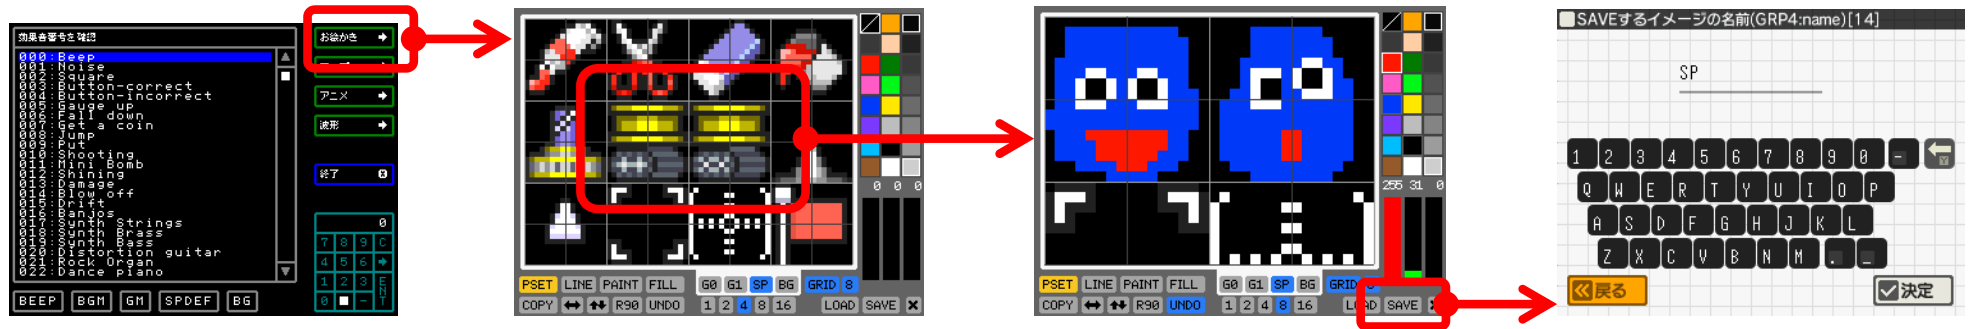 効果音番号を確認
000:Beep
001:Noise
002:Square
003:Button-correct
004:Button-incorrect
005:Gauge up
006:Fall down
007:Get a coin
008:Jump
009:Put
010:Shooting
011:Mini Bomb
012:Shining
013:Damage
014:Blow off
015:Drift
016:Banjos
017:Synth Strings
018:Synth Brass
019:Synth Bass
020:Distortion guitar
021:Rock Organ
022:Dance piano
BEEP BGM GM SPDEF BG
お絵かき →
アニメ →
波形 →
終了
0
7 8 9 C
4 5 6
1 2 3 ENT
0 -
0 0 0
PSET LINE PAINT FILL G0 G1 SP BG GRID 8
COPY ↔ R90 UNDO 1 2 4 8 16 LOAD SAVE ×
255 31 0
PSET LINE PAINT FILL G0 G1 SP BG GRID 8
COPY ↔ R90 UNDO 1 2 4 8 16 LOAD SAVE
SAVEするイメージの名前(GRP4:name)[14]
SP
1 2 3 4 5 6 7 8 9 0 -
Q W E R T Y U I O P
A S D F G H J K L
Z X C V B N M . _
戻る
決定